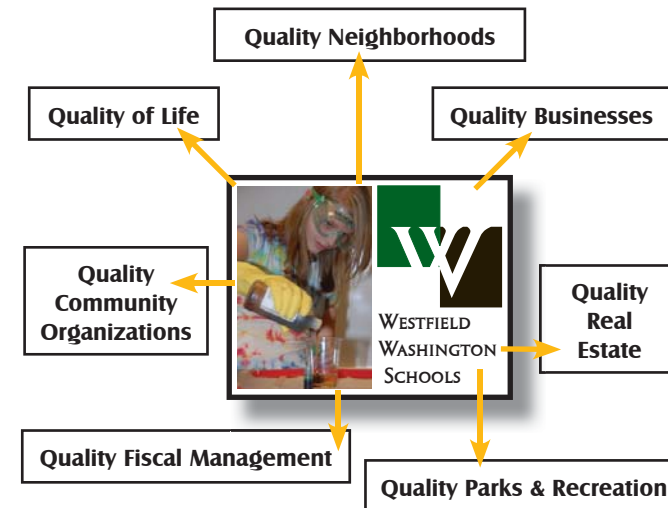 Quality Neighborhoods
Quality of Life
Quality Businesses
W
Quality
Community
Organizations
WESTFIELD
WASHINGTON
SCHOOLS
Quality
Real
Estate
Quality Fiscal Management
Quality Parks & Recreation